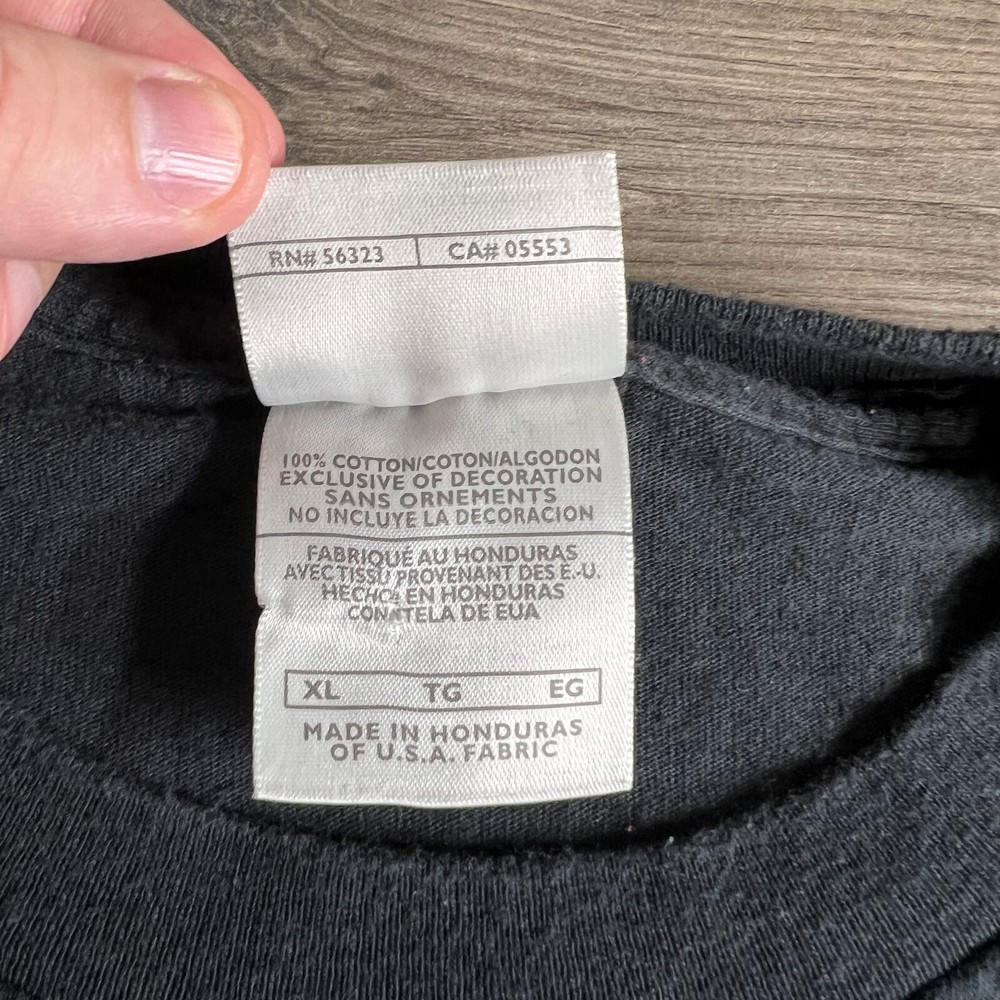 RN# 56323 | CA# 05553
100% COTTON/COTON/ALGODON
EXCLUSIVE OF DECORATION
SANS ORNEMENTS
NO INCLUYE LA DECORACION
FABRIQUÉ AU HONDURAS
AVEC TISSU PROVENANT DES E.-U.
HECHO EN HONDURAS
CON TELA DE EUA
XL TG EG
MADE IN HONDURAS
OF U.S.A. FABRIC